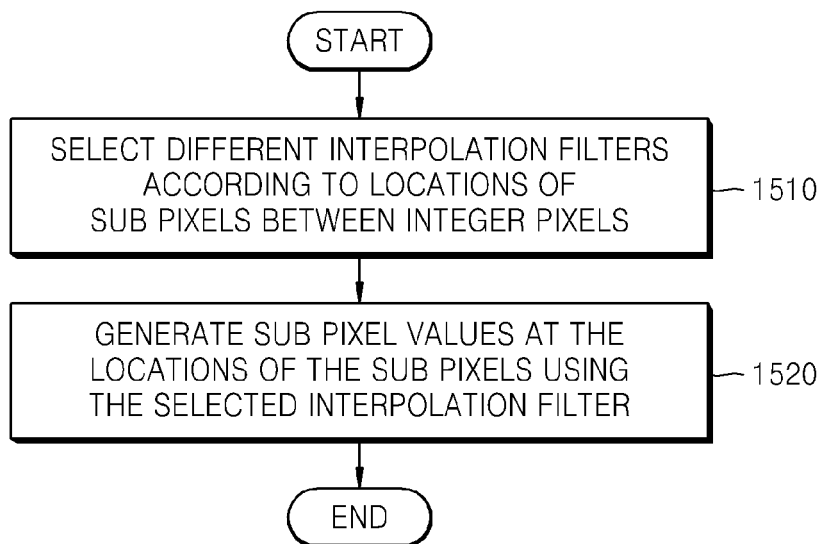 START
SELECT DIFFERENT INTERPOLATION FILTERS
ACCORDING TO LOCATIONS OF
SUB PIXELS BETWEEN INTEGER PIXELS
1510
GENERATE SUB PIXEL VALUES AT THE
LOCATIONS OF THE SUB PIXELS USING
THE SELECTED INTERPOLATION FILTER
1520
END